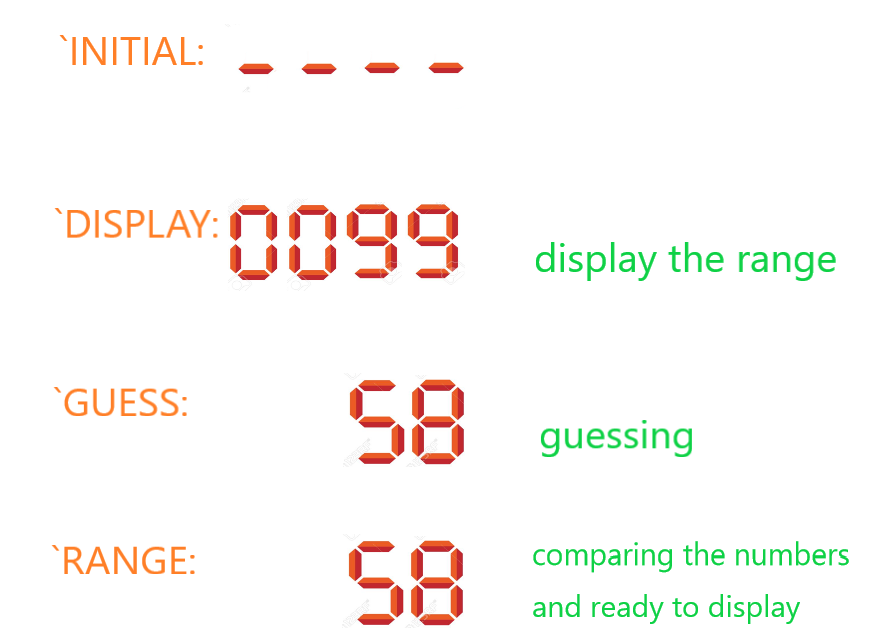 `INITIAL: - - - -
`DISPLAY: 0099
display the range
`GUESS: 58
guessing
`RANGE: 58
comparing the numbers
and ready to display